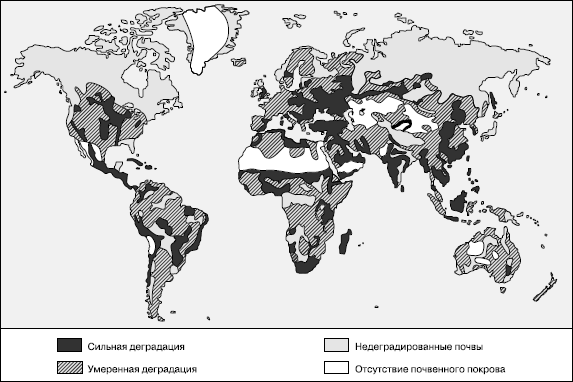 Сильная деградация
Умеренная деградация
Недеградированные почвы
Отсутствие почвенного покрова